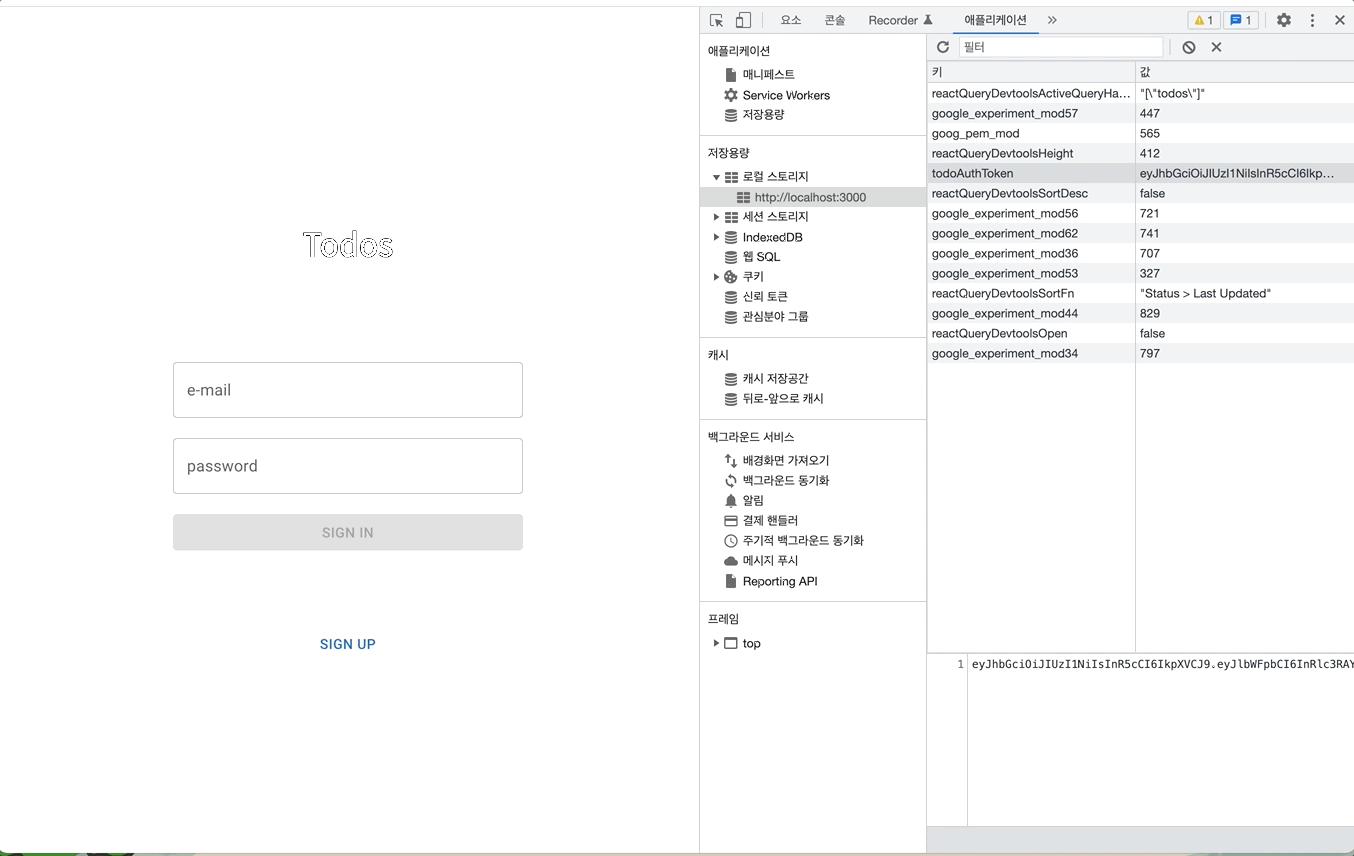 Todos
e-mail
password
SIGN IN
SIGN UP
요소 콘솔 Recorder 애플리케이션 1 1
애플리케이션
매니페스트
Service Workers
저장용량
저장용량
로컬 스토리지
http://localhost:3000
세션 스토리지
IndexedDB
웹 SQL
쿠키
신뢰 토큰
관심분야 그룹
캐시
캐시 저장공간
뒤로-앞으로 캐시
백그라운드 서비스
배경화면 가져오기
백그라운드 동기화
알림
결제 핸들러
주기적 백그라운드 동기화
메시지 푸시
Reporting API
프레임
top
필터
키 값
reactQueryDevtoolsActiveQueryHa... "[\"todos\"]"
google_experiment_mod57 447
goog_pem_mod 565
reactQueryDevtoolsHeight 412
todoAuthToken eyJhbGciOiJIUzI1NiIsInR5cCI6Ikp...
reactQueryDevtoolsSortDesc false
google_experiment_mod56 721
google_experiment_mod62 741
google_experiment_mod36 707
google_experiment_mod53 327
reactQueryDevtoolsSortFn "Status > Last Updated"
google_experiment_mod44 829
reactQueryDevtoolsOpen false
google_experiment_mod34 797
1 eyJhbGciOiJIUzI1NiIsInR5cCI6IkpXVCJ9.eyJlbWFpbCI6InRlc3RAY